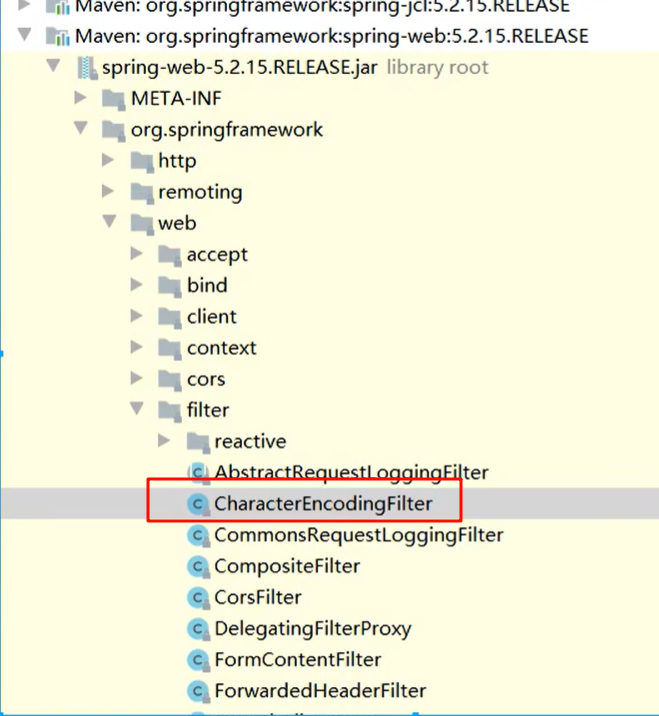 Maven: org.springframework:spring-jcl:5.2.15.RELEASE
Maven: org.springframework:spring-web:5.2.15.RELEASE
spring-web-5.2.15.RELEASE.jar library root
META-INF
org.springframework
http
remoting
web
accept
bind
client
context
cors
filter
reactive
AbstractRequestLoggingFilter
CharacterEncodingFilter
CommonsRequestLoggingFilter
CompositeFilter
CorsFilter
DelegatingFilterProxy
FormContentFilter
ForwardedHeaderFilter